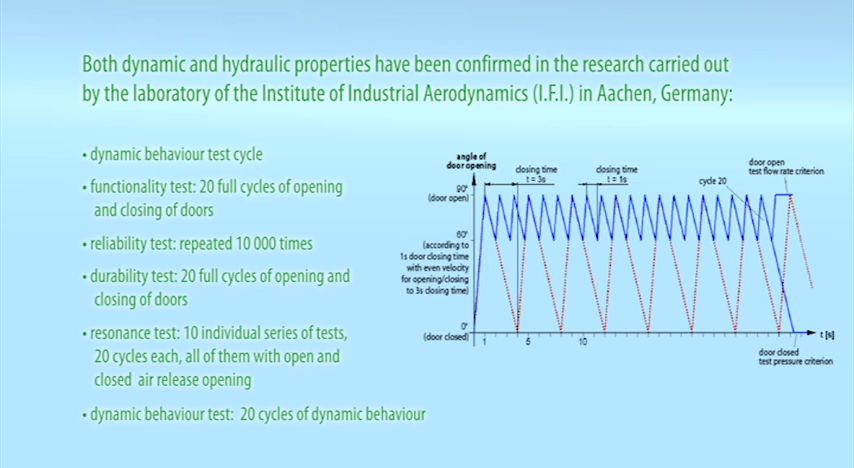 Both dynamic and hydraulic properties have been confirmed in the research carried out
by the laboratory of the Institute of Industrial Aerodynamics (I.F.I.) in Aachen, Germany:
• dynamic behaviour test cycle
• functionality test: 20 full cycles of opening
and closing of doors
• reliability test: repeated 10 000 times
• durability test: 20 full cycles of opening and
closing of doors
• resonance test: 10 individual series of tests,
20 cycles each, all of them with open and
closed air release opening
• dynamic behaviour test: 20 cycles of dynamic behaviour
angle of
door opening
closing time
t = 3s
closing time
t = 1s
cycle 20
door open
test flow rate criterion
90°
(door open)
60°
(according to
1s door closing time
with even velocity
for opening/closing
to 3s closing time)
0°
(door closed)
1
5
10
t [s]
door closed
test pressure criterion